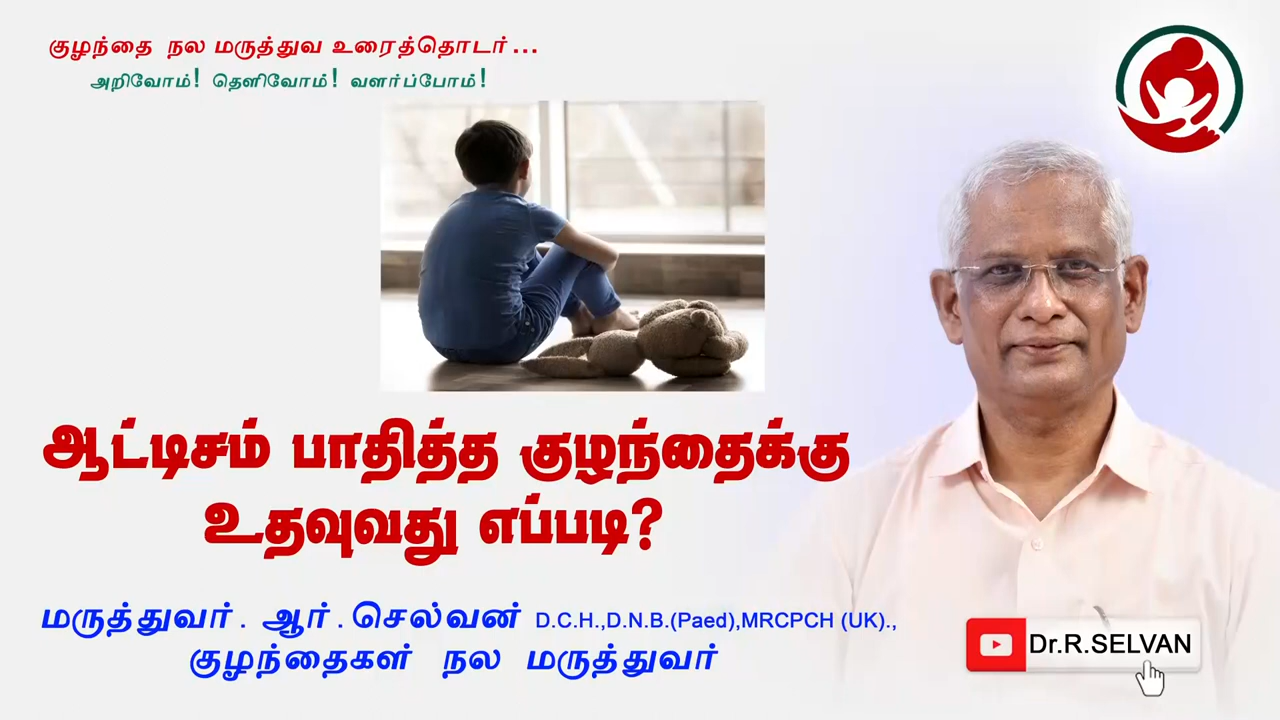 குழந்தை நல மருத்துவ உரைத்தொடர்...
அறிவோம்! தெளிவோம்! வளர்ப்போம்!
ஆட்டிசம் பாதித்த குழந்தைக்கு
உதவுவது எப்படி?
மருத்துவர். ஆர்.செல்வன் D.C.H.,D.N.B.(Paed),MRCPCH (UK).,
குழந்தைகள் நல மருத்துவர்
Dr.R.SELVAN